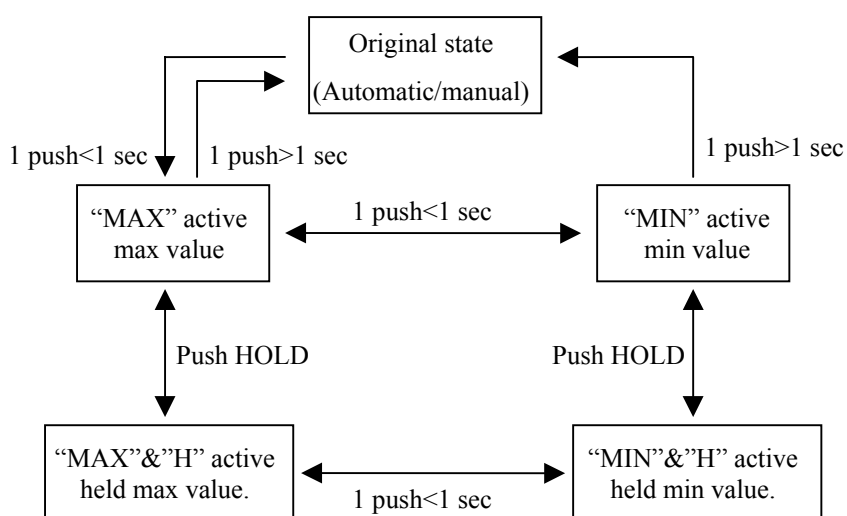 Original state
(Automatic/manual)
1 push<1 sec
1 push>1 sec
1 push>1 sec
“MAX” active
max value
1 push<1 sec
“MIN” active
min value
Push HOLD
Push HOLD
“MAX”&”H” active
held max value.
1 push<1 sec
“MIN”&”H” active
held min value.